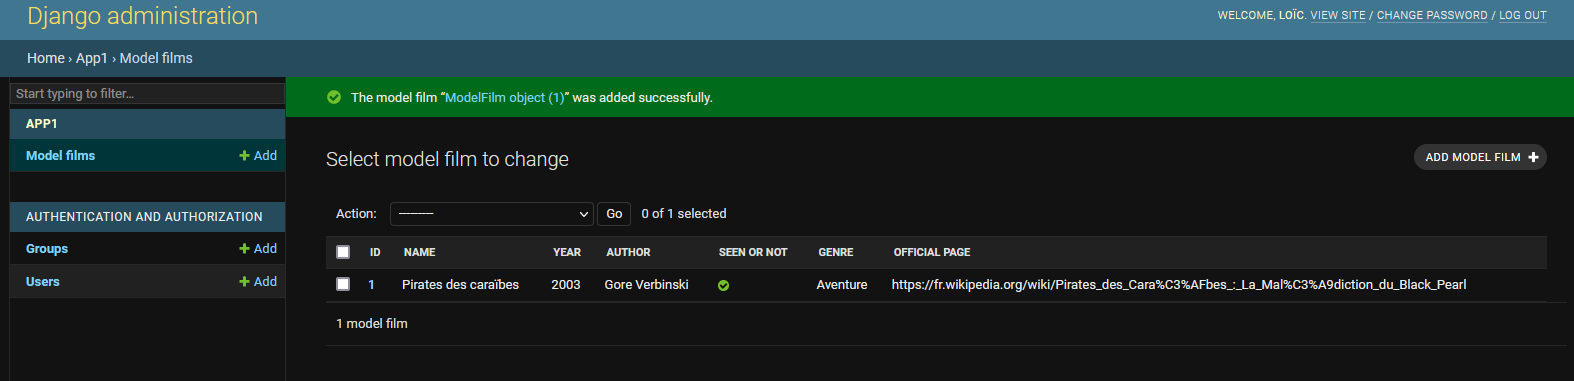 Django administration
WELCOME, LOÏC. VIEW SITE / CHANGE PASSWORD / LOG OUT
Home › App1 › Model films
Start typing to filter...
APP1
Model films
Add
AUTHENTICATION AND AUTHORIZATION
Groups
Add
Users
Add
The model film “ModelFilm object (1)” was added successfully.
Select model film to change
ADD MODEL FILM
Action: --------- Go 0 of 1 selected
ID NAME YEAR AUTHOR SEEN OR NOT GENRE OFFICIAL PAGE
1 Pirates des caraïbes 2003 Gore Verbinski Aventure https://fr.wikipedia.org/wiki/Pirates_des_Cara%C3%AFbes_:_La_Mal%C3%A9diction_du_Black_Pearl
1 model film